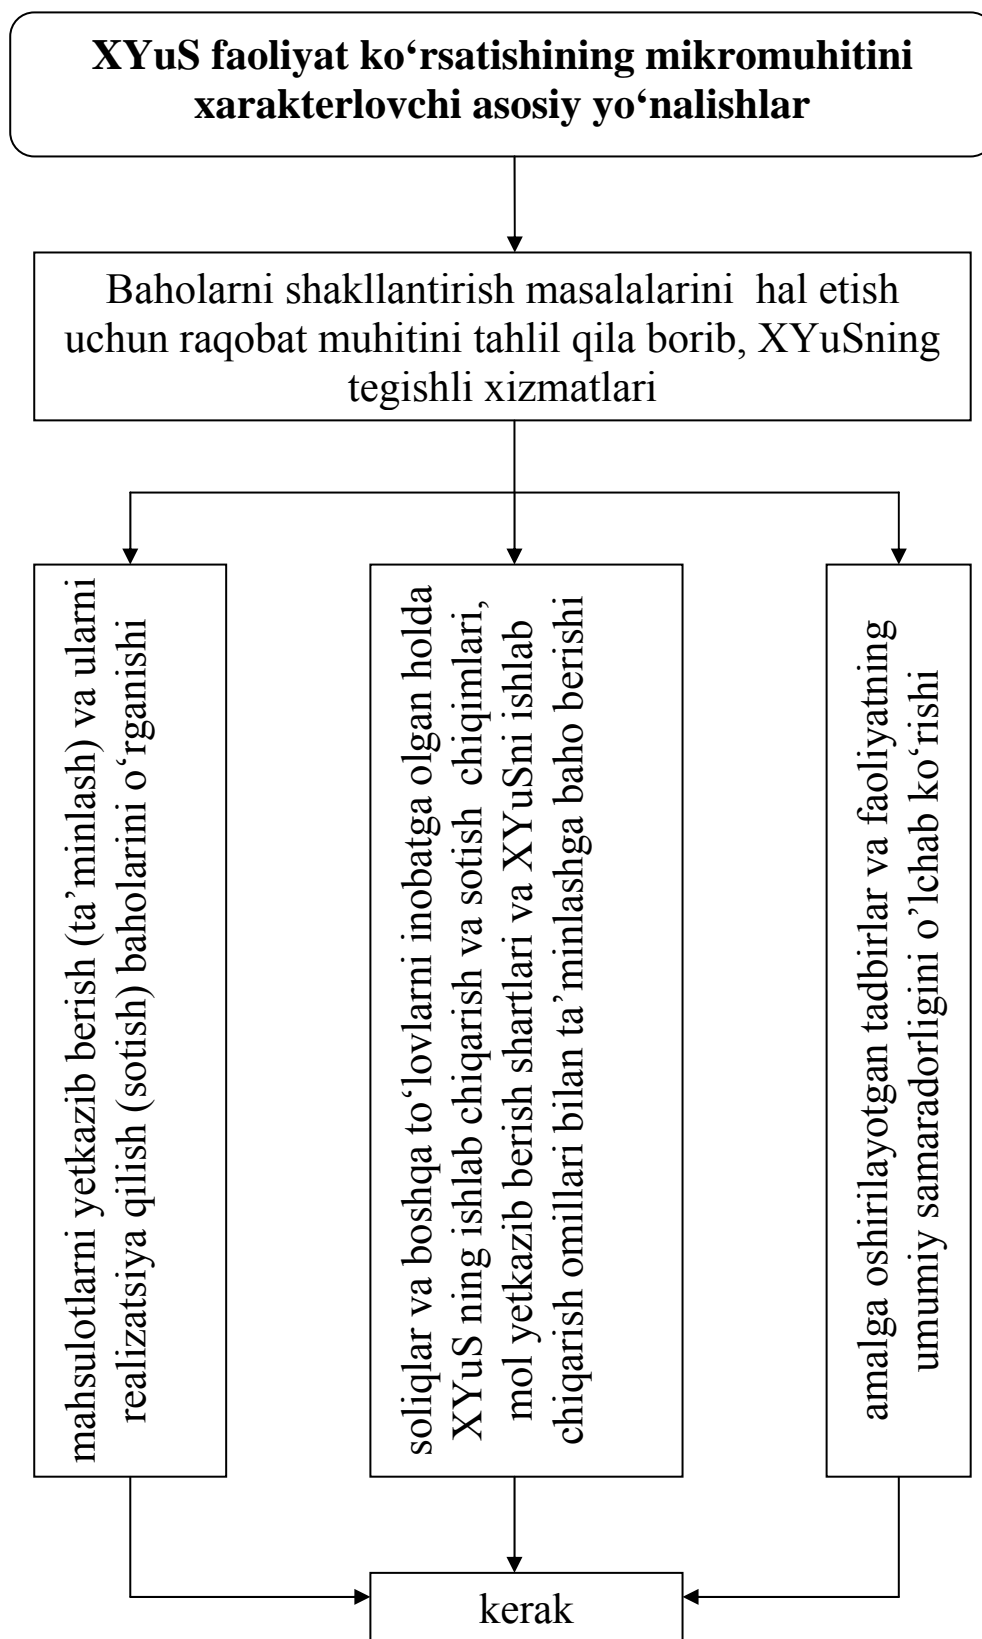 XYuS faoliyat ko‘rsatishining mikromuhitini
xarakterlovchi asosiy yo‘nalishlar
Baholarni shakllantirish masalalarini hal etish
uchun raqobat muhitini tahlil qila borib, XYuSning
tegishli xizmatlari
mahsulotlarni yetkazib berish (ta’minlash) va ularni
realizatsiya qilish (sotish) baholarini o‘rganishi
soliqlar va boshqa to‘lovlarni inobatga olgan holda
XYuS ning ishlab chiqarish va sotish chiqimlari,
mol yetkazib berish shartlari va XYuSni ishlab
chiqarish omillari bilan ta’minlashga baho berishi
amalga oshirilayotgan tadbirlar va faoliyatning
umumiy samaradorligini o’lchab ko‘rishi
kerak